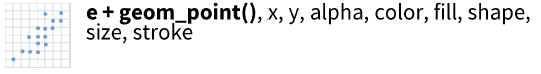 e + geom_point(), x, y, alpha, color, fill, shape,
size, stroke